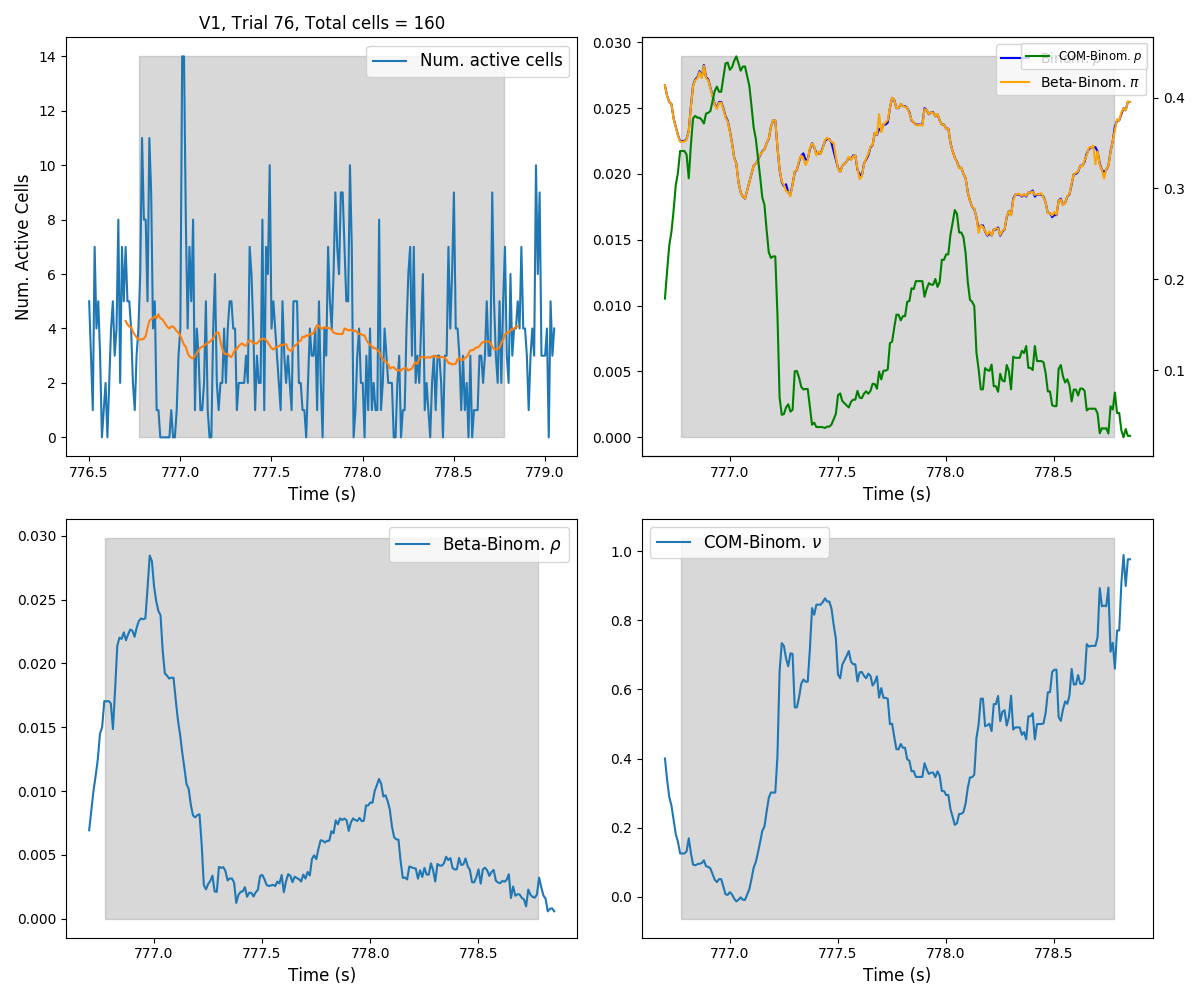 V1, Trial 76, Total cells = 160
Num. active cells
Num. Active Cells
14
12
10
8
6
4
2
0
776.5 777.0 777.5 778.0 778.5 779.0
Time (s)
COM-Binom. p
Beta-Binom. π
0.030
0.025
0.020
0.015
0.010
0.005
0.000
0.4
0.3
0.2
0.1
777.0 777.5 778.0 778.5
Time (s)
Beta-Binom. ρ
0.030
0.025
0.020
0.015
0.010
0.005
0.000
777.0 777.5 778.0 778.5
Time (s)
COM-Binom. ν
1.0
0.8
0.6
0.4
0.2
0.0
777.0 777.5 778.0 778.5
Time (s)